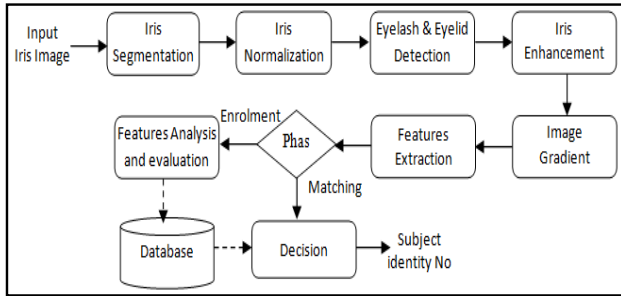 Input
Iris Image
Iris
Segmentation
Iris
Normalization
Eyelash & Eyelid
Detection
Iris
Enhancement
Enrolment
Features Analysis
and evaluation
Phas
Features
Extraction
Image
Gradient
Matching
Database
Decision
Subject
identity No